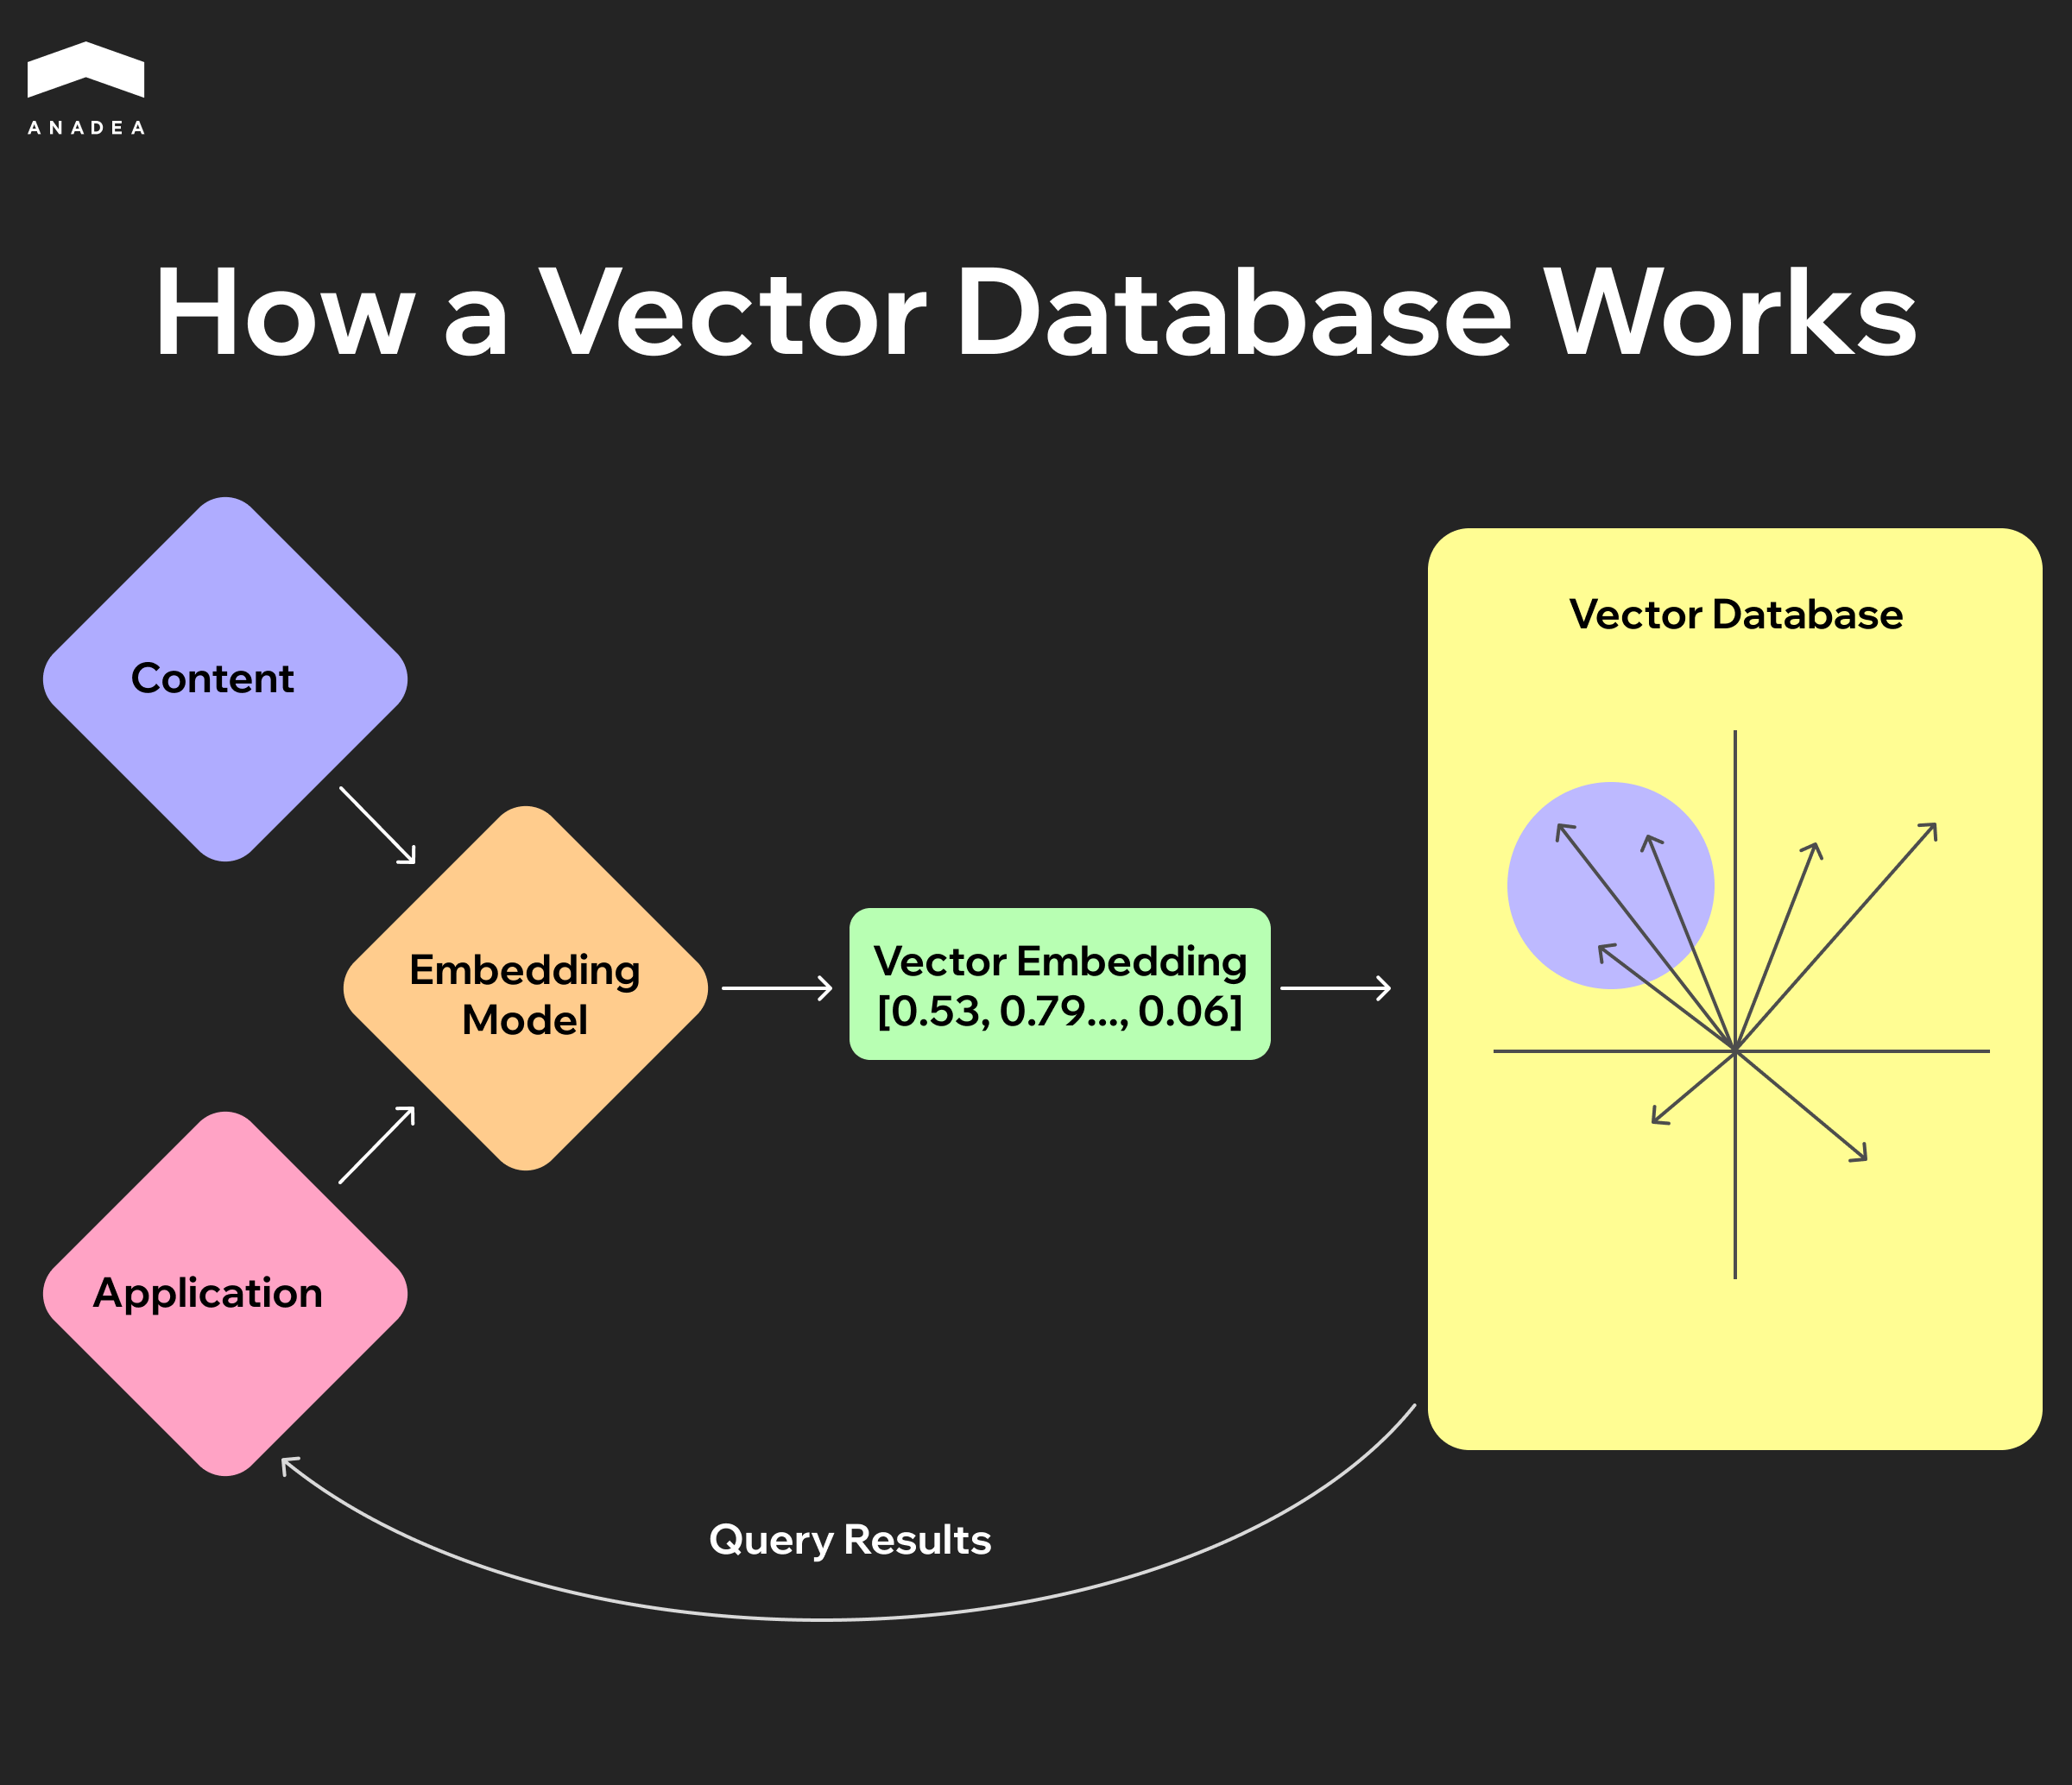 ANADEA
How a Vector Database Works
Content
Embedding
Model
Application
Vector Embedding
[0.53, 0.79..., 0.06]
Vector Database
Query Results